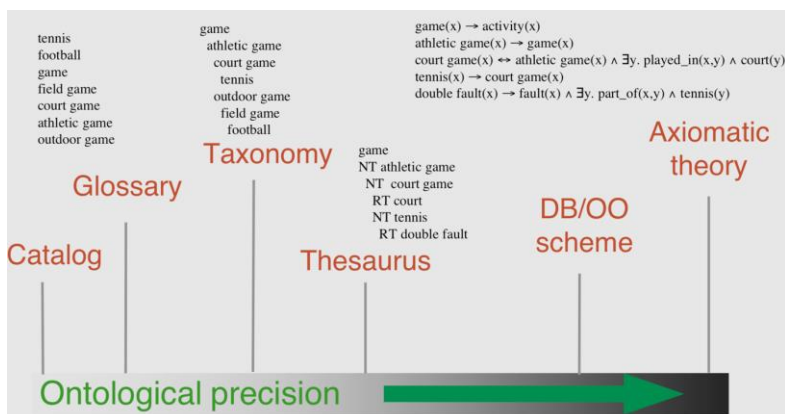 tennis
football
game
field game
court game
athletic game
outdoor game
game
athletic game
court game
tennis
outdoor game
field game
football
game(x) → activity(x)
athletic game(x) → game(x)
court game(x) ↔ athletic game(x) ∧ ∃y. played_in(x,y) ∧ court(y)
tennis(x) → court game(x)
double fault(x) → fault(x) ∧ ∃y. part_of(x,y) ∧ tennis(y)
game
NT athletic game
NT court game
RT court
NT tennis
RT double fault
Catalog
Glossary
Taxonomy
Thesaurus
DB/OO
scheme
Axiomatic
theory
Ontological precision